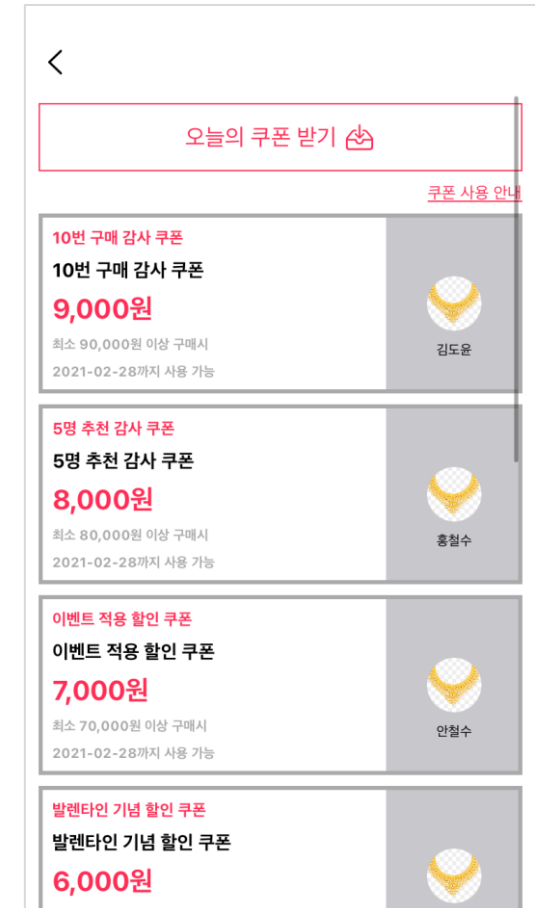 오늘의 쿠폰 받기
쿠폰 사용 안내
10번 구매 감사 쿠폰
10번 구매 감사 쿠폰
9,000원
최소 90,000원 이상 구매시
2021-02-28까지 사용 가능
김도윤
5명 추천 감사 쿠폰
5명 추천 감사 쿠폰
8,000원
최소 80,000원 이상 구매시
2021-02-28까지 사용 가능
홍철수
이벤트 적용 할인 쿠폰
이벤트 적용 할인 쿠폰
7,000원
최소 70,000원 이상 구매시
2021-02-28까지 사용 가능
안철수
발렌타인 기념 할인 쿠폰
발렌타인 기념 할인 쿠폰
6,000원